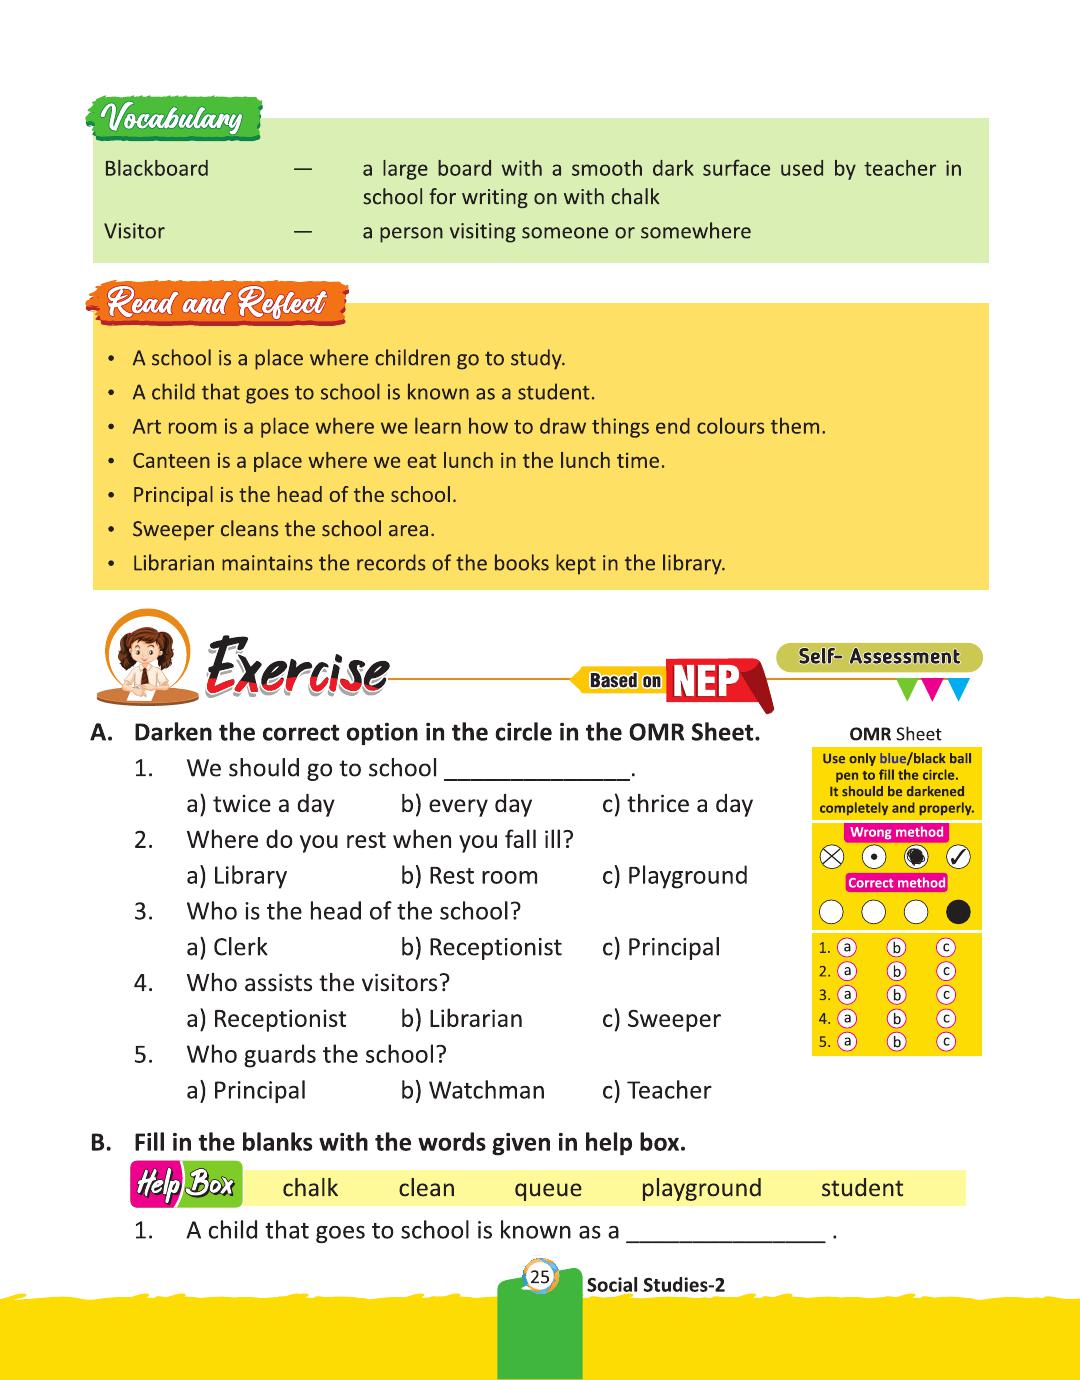 Vocabulary
Blackboard — a large board with a smooth dark surface used by teacher in
school for writing on with chalk
Visitor — a person visiting someone or somewhere
Read and Reflect
• A school is a place where children go to study.
• A child that goes to school is known as a student.
• Art room is a place where we learn how to draw things end colours them.
• Canteen is a place where we eat lunch in the lunch time.
• Principal is the head of the school.
• Sweeper cleans the school area.
• Librarian maintains the records of the books kept in the library.
Exercise
Based on NEP
Self- Assessment
A. Darken the correct option in the circle in the OMR Sheet.
1. We should go to school _______________.
a) twice a day b) every day c) thrice a day
2. Where do you rest when you fall ill?
a) Library b) Rest room c) Playground
3. Who is the head of the school?
a) Clerk b) Receptionist c) Principal
4. Who assists the visitors?
a) Receptionist b) Librarian c) Sweeper
5. Who guards the school?
a) Principal b) Watchman c) Teacher
OMR Sheet
Use only blue/black ball
pen to fill the circle.
It should be darkened
completely and properly.
Wrong method
Correct method
1. a b c
2. a b c
3. a b c
4. a b c
5. a b c
B. Fill in the blanks with the words given in help box.
Help Box chalk clean queue playground student
1. A child that goes to school is known as a ________________ .
25
Social Studies-2